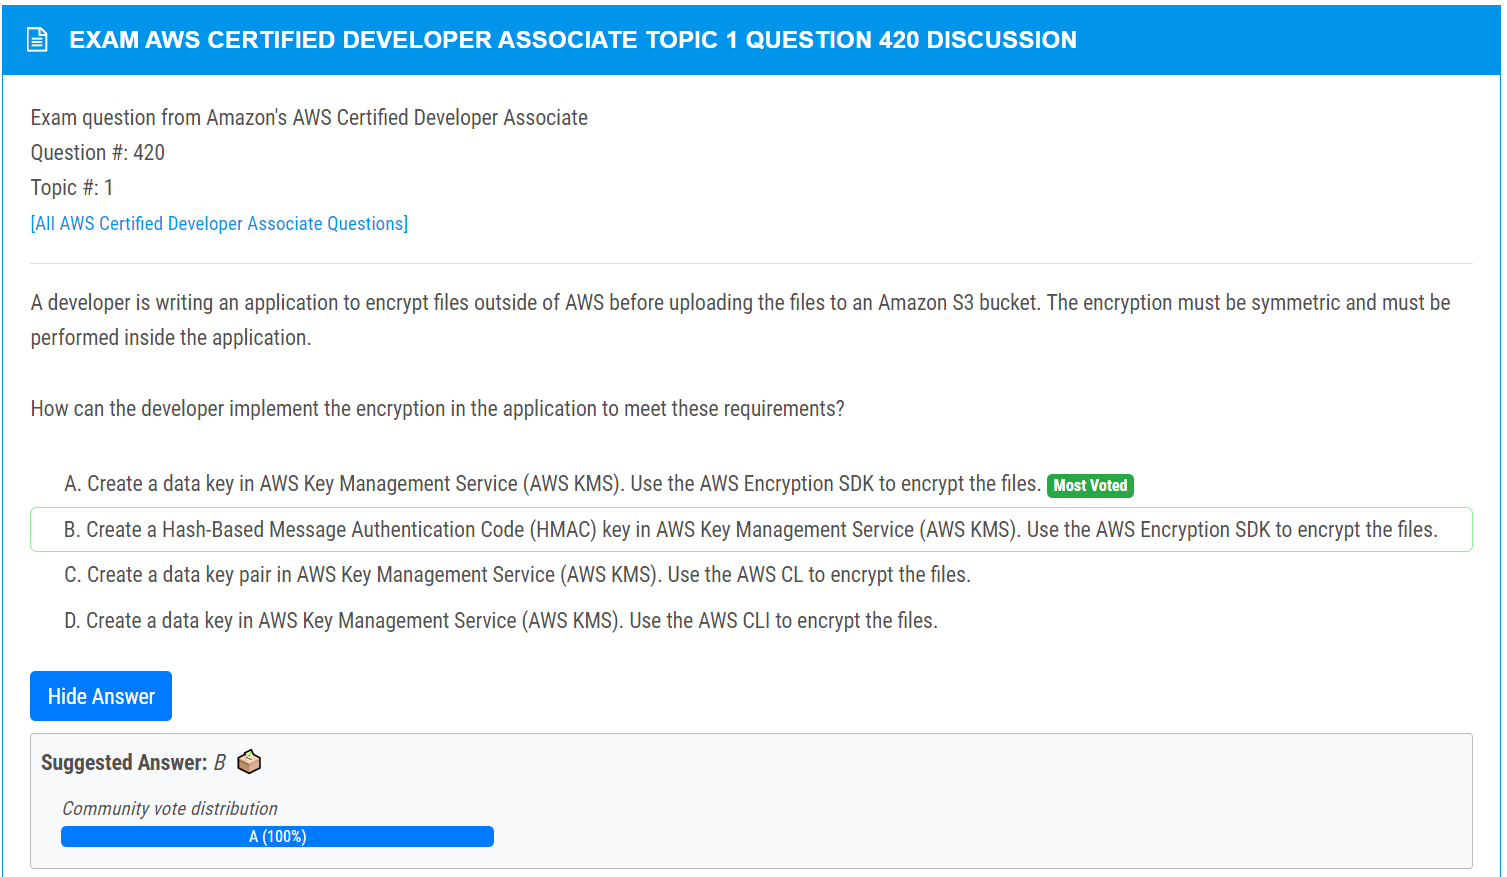 EXAM AWS CERTIFIED DEVELOPER ASSOCIATE TOPIC 1 QUESTION 420 DISCUSSION
Exam question from Amazon's AWS Certified Developer Associate
Question #: 420
Topic #: 1
[All AWS Certified Developer Associate Questions]
A developer is writing an application to encrypt files outside of AWS before uploading the files to an Amazon S3 bucket. The encryption must be symmetric and must be
performed inside the application.
How can the developer implement the encryption in the application to meet these requirements?
A. Create a data key in AWS Key Management Service (AWS KMS). Use the AWS Encryption SDK to encrypt the files. Most Voted
B. Create a Hash-Based Message Authentication Code (HMAC) key in AWS Key Management Service (AWS KMS). Use the AWS Encryption SDK to encrypt the files.
C. Create a data key pair in AWS Key Management Service (AWS KMS). Use the AWS CL to encrypt the files.
D. Create a data key in AWS Key Management Service (AWS KMS). Use the AWS CLI to encrypt the files.
Hide Answer
Suggested Answer: B
Community vote distribution
A (100%)